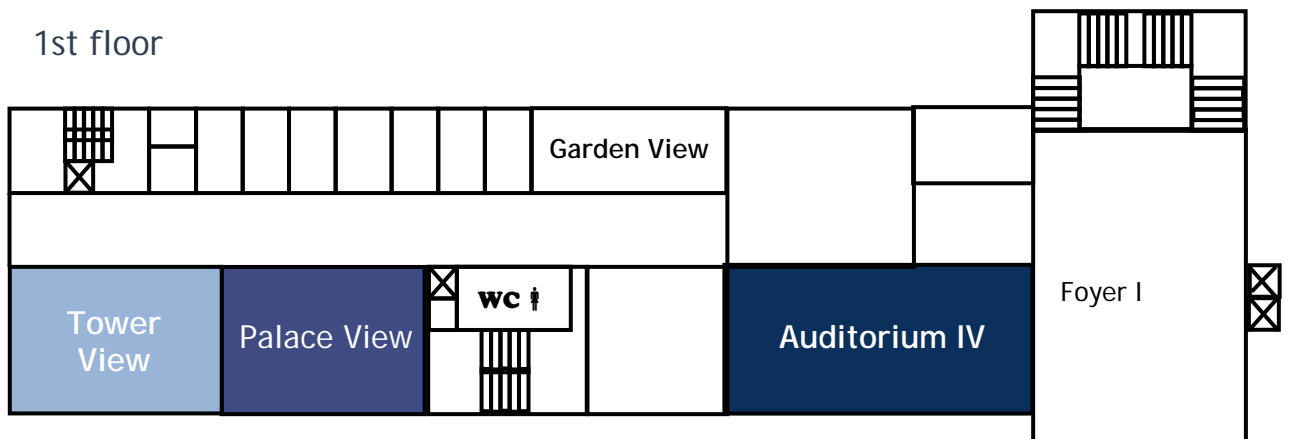 1st floor
Garden View
Tower
View
Palace View
WC
Auditorium IV
Foyer I